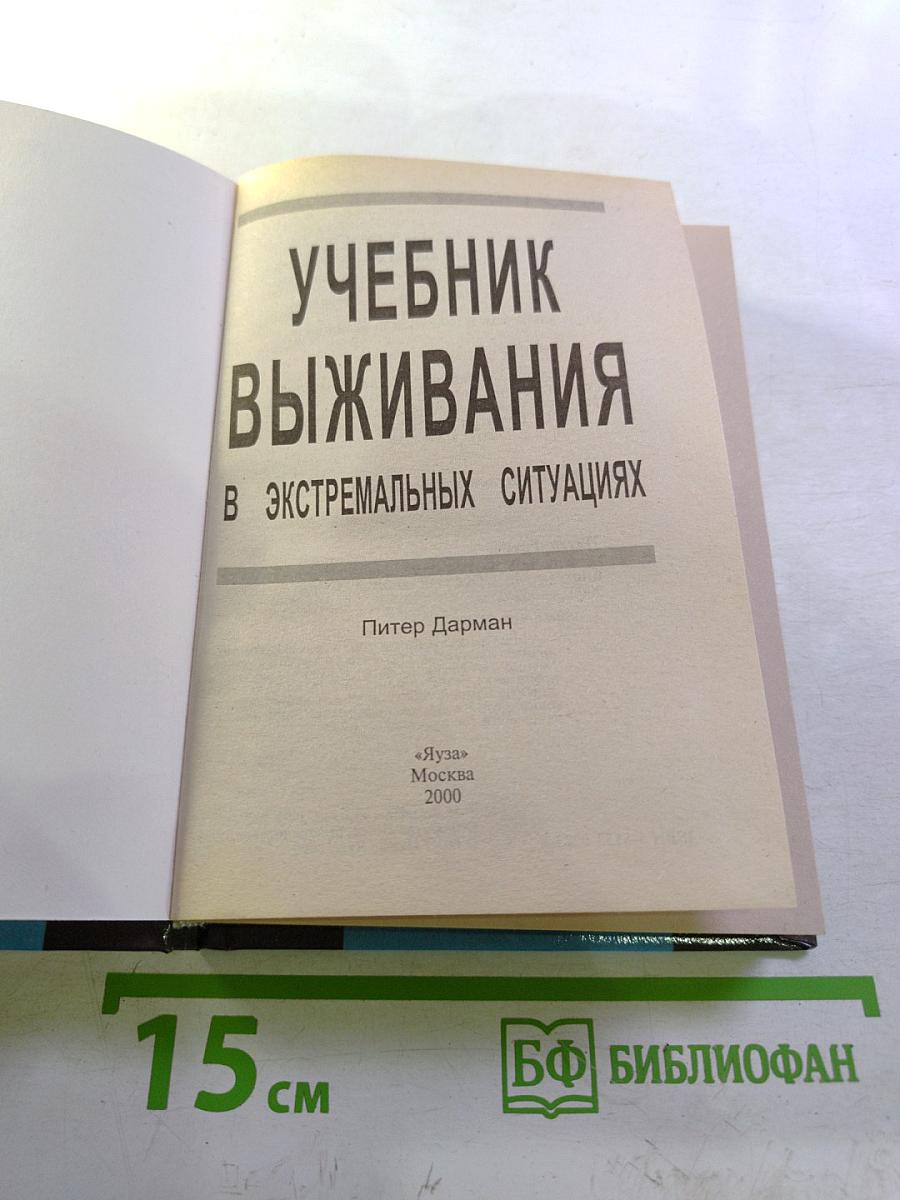 УЧЕБНИК
ВЫЖИВАНИЯ
В ЭКСТРЕМАЛЬНЫХ СИТУАЦИЯХ
Питер Дарман
«Яуза»
Москва
2000
15 см
БФ БИБЛИОФАН